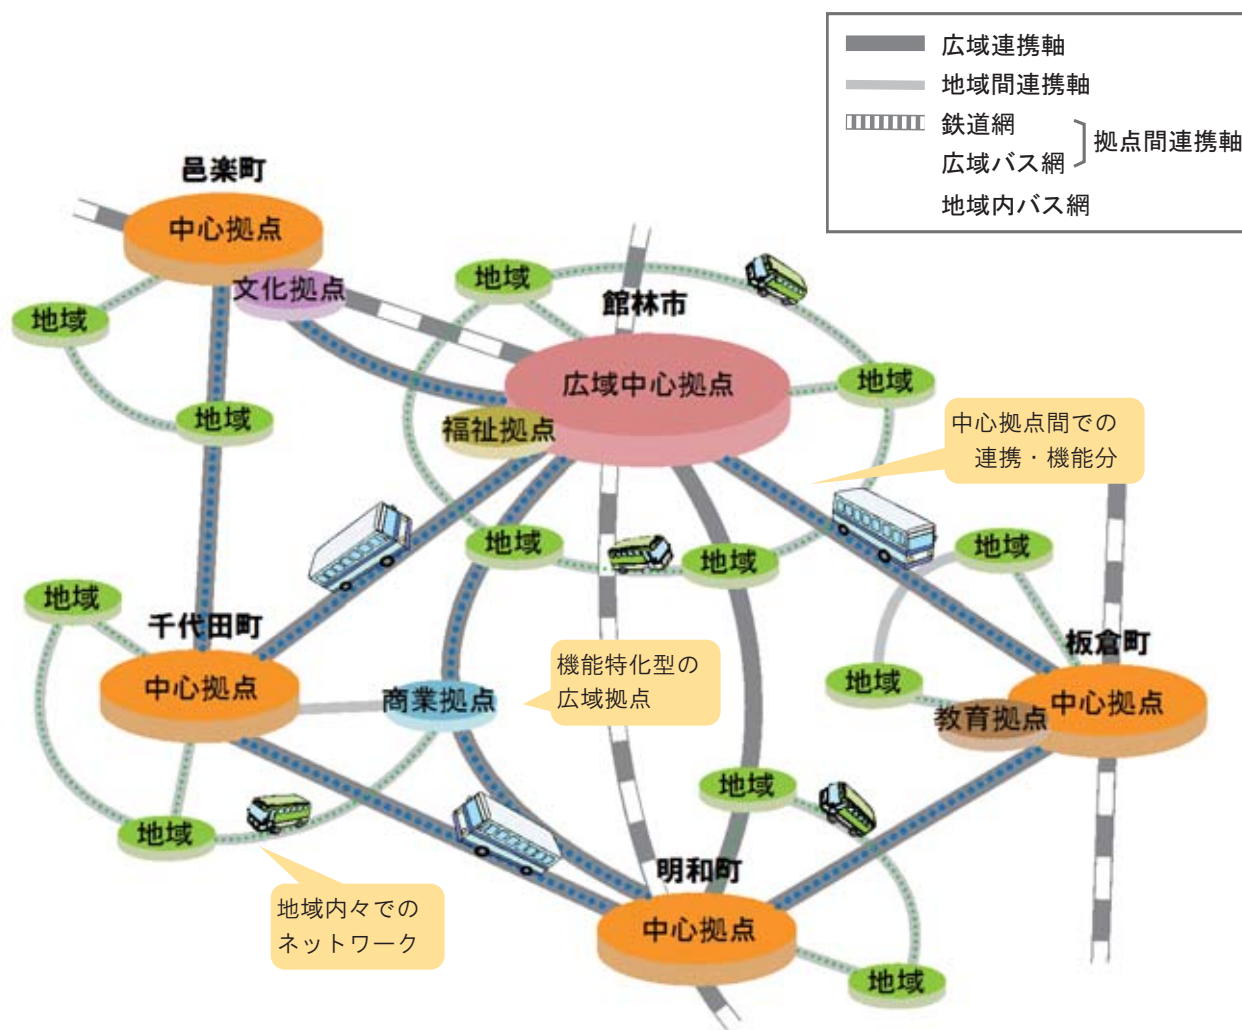 広域連携軸
地域間連携軸
鉄道網
広域バス網
拠点間連携軸
地域内バス網
邑楽町
中心拠点
文化拠点
地域
地域
地域
館林市
広域中心拠点
福祉拠点
地域
地域
地域
中心拠点間での
連携・機能分
地域
千代田町
中心拠点
商業拠点
機能特化型の
広域拠点
地域
地域内々での
ネットワーク
地域
地域
板倉町
中心拠点
教育拠点
地域
明和町
中心拠点
地域